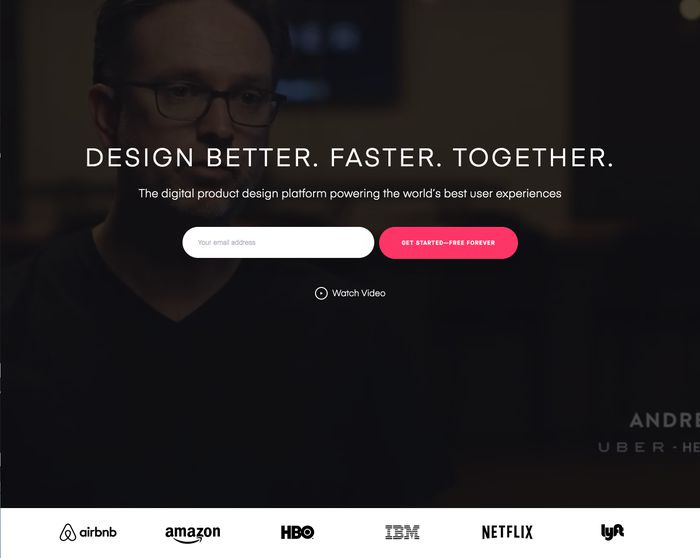 DESIGN BETTER. FASTER. TOGETHER.
The digital product design platform powering the world's best user experiences
Your email address
GET STARTED—FREE FOREVER
Watch Video
ANDRE
UBER - HE
airbnb
amazon
HBO
IBM
NETFLIX
lyft